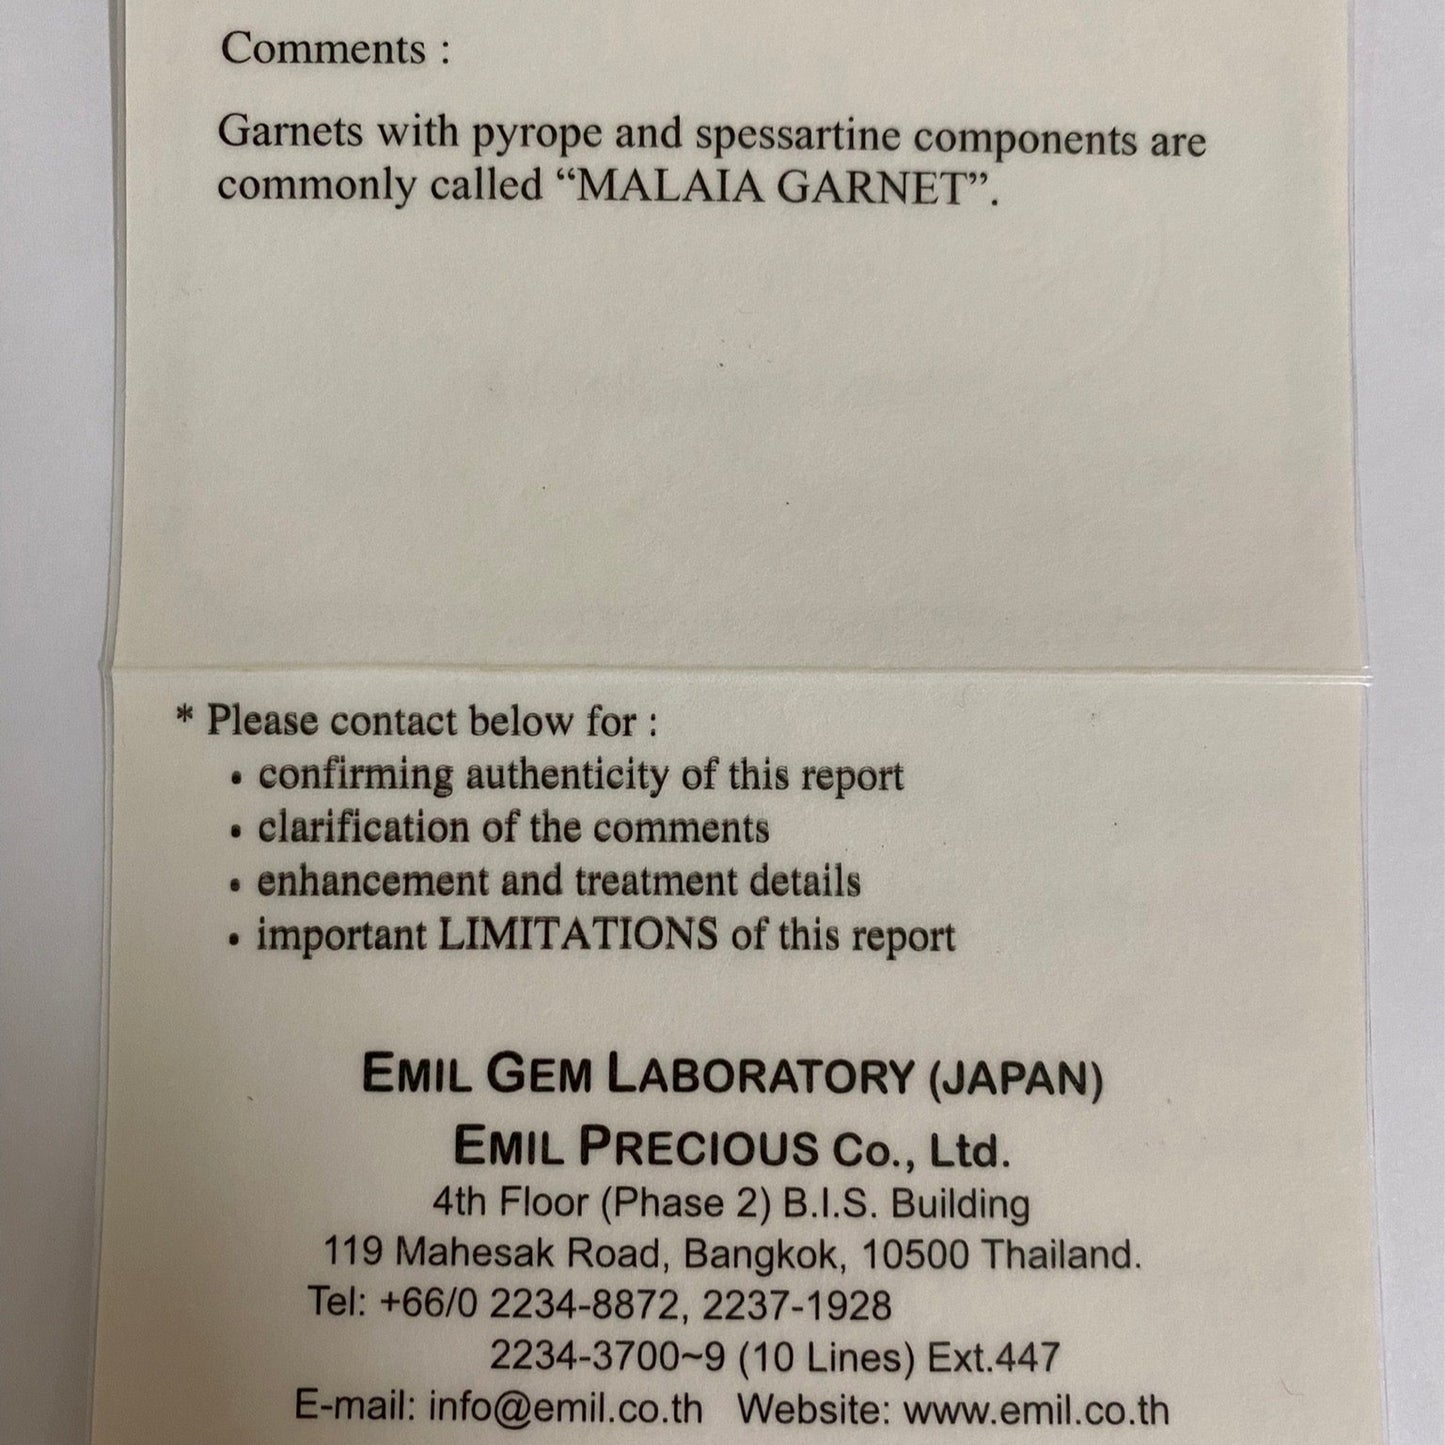 Comments :
Garnets with pyrope and spessartine components are
commonly called “MALAIA GARNET”.
* Please contact below for :
• confirming authenticity of this report
• clarification of the comments
• enhancement and treatment details
• important LIMITATIONS of this report
EMIL GEM LABORATORY (JAPAN)
EMIL PRECIOUS Co., Ltd.
4th Floor (Phase 2) B.I.S. Building
119 Mahesak Road, Bangkok, 10500 Thailand.
Tel: +66/0 2234-8872, 2237-1928
2234-3700~9 (10 Lines) Ext.447
E-mail: info@emil.co.th Website: www.emil.co.th